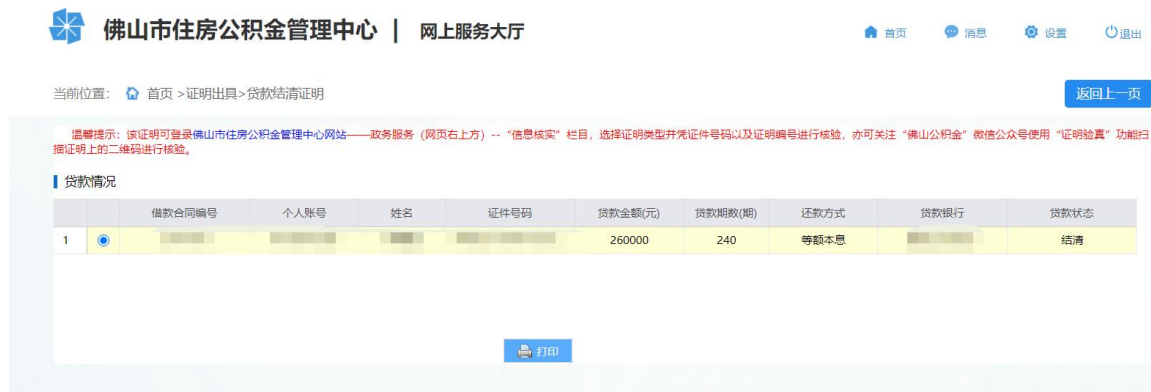 佛山市住房公积金管理中心 | 网上服务大厅
首页 消息 设置 退出
当前位置： 首页 >证明出具>贷款结清证明
返回上一页
温馨提示：该证明可登录佛山市住房公积金管理中心网站——政务服务（网页右上方）--“信息核实”栏目，选择证明类型并凭证件号码以及证明编号进行核验，亦可关注“佛山公积金”微信公众号使用“证明验真”功能扫
描证明上的二维码进行核验。
贷款情况
借款合同编号 个人账号 姓名 证件号码 贷款金额(元) 贷款期数(期) 还款方式 贷款银行 贷款状态
1 260000 240 等额本息 结清
打印